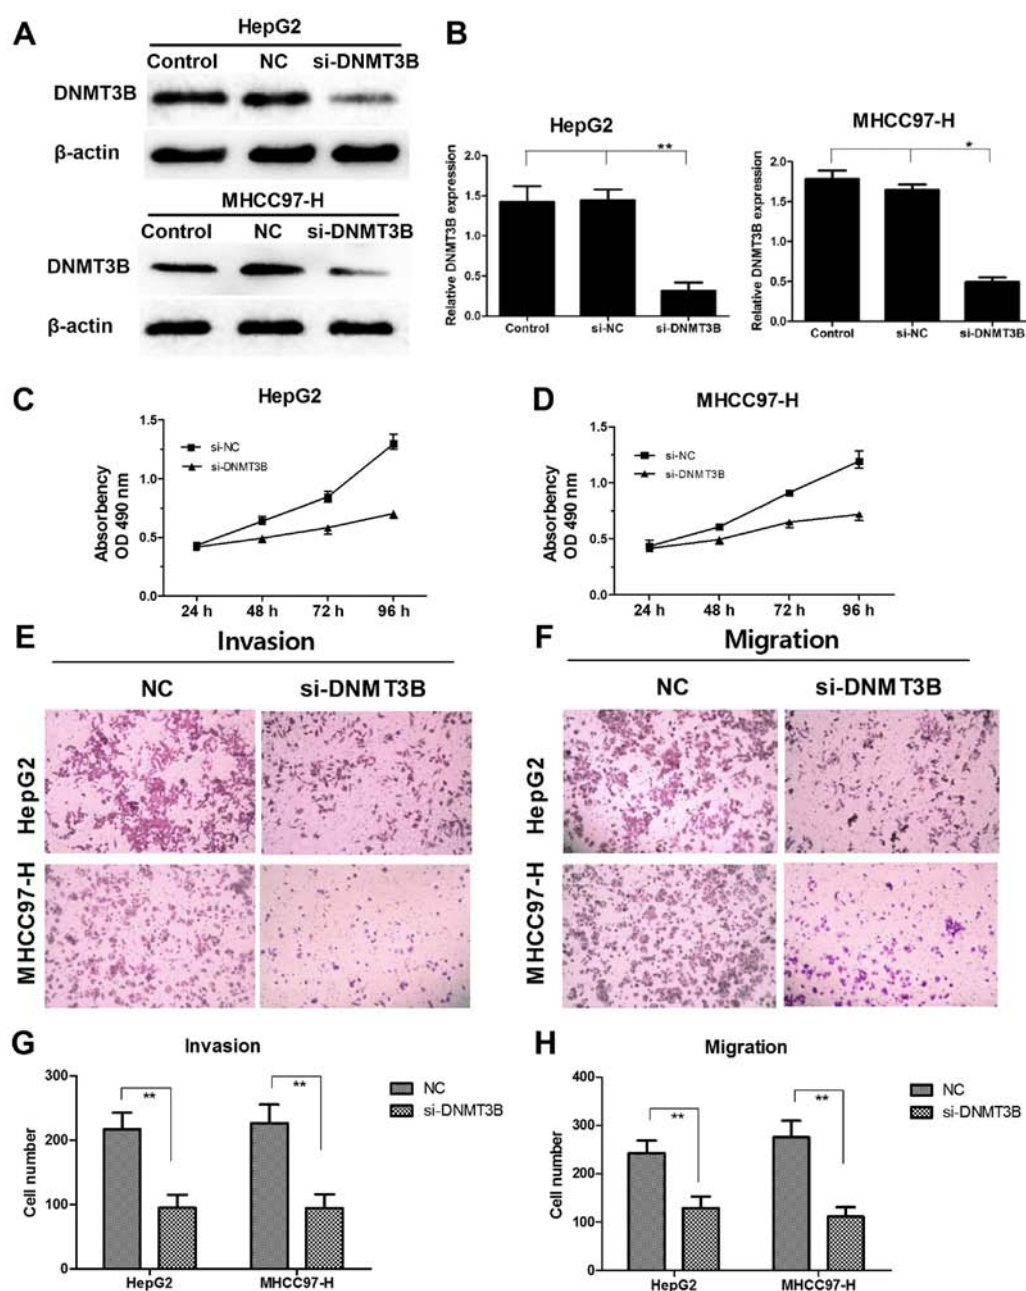 A
HepG2
Control NC si-DNMT3B
DNMT3B
β-actin
MHCC97-H
Control NC si-DNMT3B
DNMT3B
β-actin
B
HepG2
Relative DNMT3B expression
2.0
1.5
1.0
0.5
0.0
**
Control si-NC si-DNMT3B
MHCC97-H
Relative DNMT3B expression
2.0
1.5
1.0
0.5
0.0
*
Control si-NC si-DNMT3B
C
HepG2
Absorbency
OD 490 nm
1.5
1.0
0.5
0.0
si-NC
si-DNMT3B
24 h 48 h 72 h 96 h
D
MHCC97-H
Absorbency
OD 490 nm
1.5
1.0
0.5
0.0
si-NC
si-DNMT3B
24 h 48 h 72 h 96 h
E
Invasion
NC si-DNMT3B
HepG2
MHCC97-H
F
Migration
NC si-DNMT3B
HepG2
MHCC97-H
G
Invasion
Cell number
300
200
100
0
**
**
HepG2 MHCC97-H
NC
si-DNMT3B
H
Migration
Cell number
400
300
200
100
0
**
**
HepG2 MHCC97-H
NC
si-DNMT3B